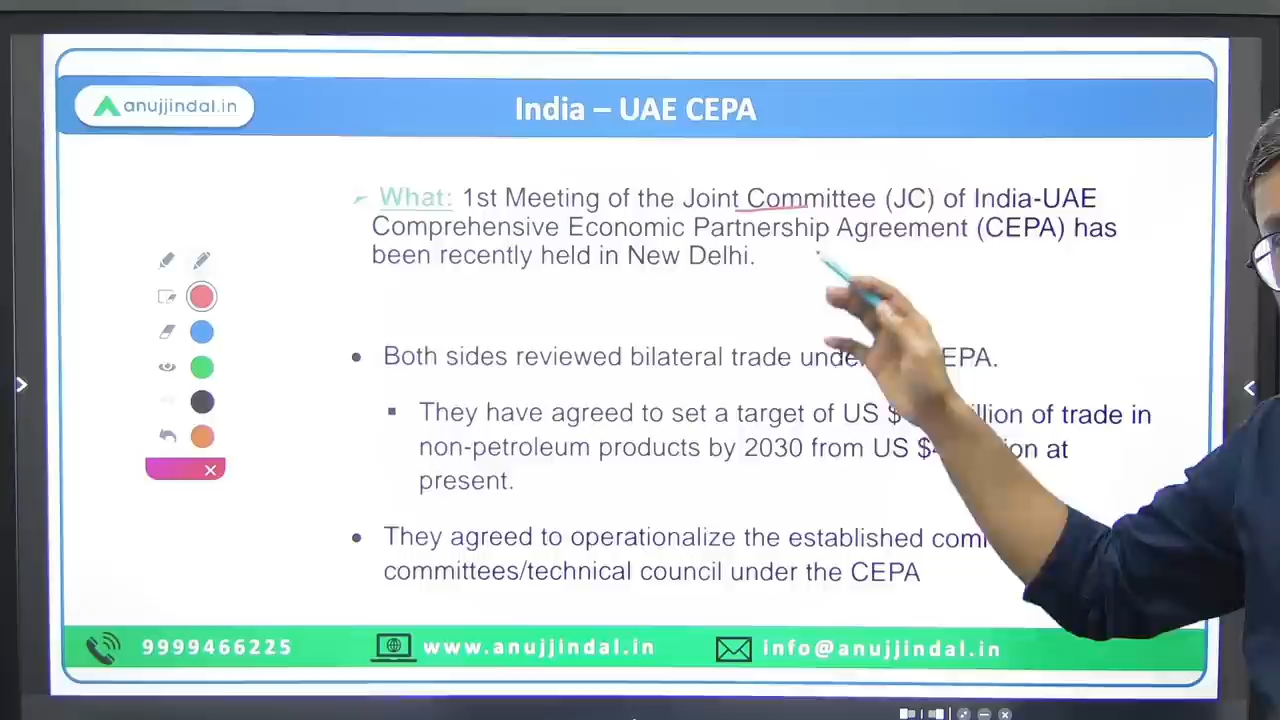 anujjindal.in
India – UAE CEPA
What: 1st Meeting of the Joint Committee (JC) of India-UAE
Comprehensive Economic Partnership Agreement (CEPA) has
been recently held in New Delhi.
Both sides reviewed bilateral trade under EPA.
They have agreed to set a target of US $ illion of trade in
non-petroleum products by 2030 from US $4 on at
present.
They agreed to operationalize the established
committees/technical council under the CEPA
9999466225 www.anujjindal.in info@anujjindal.in